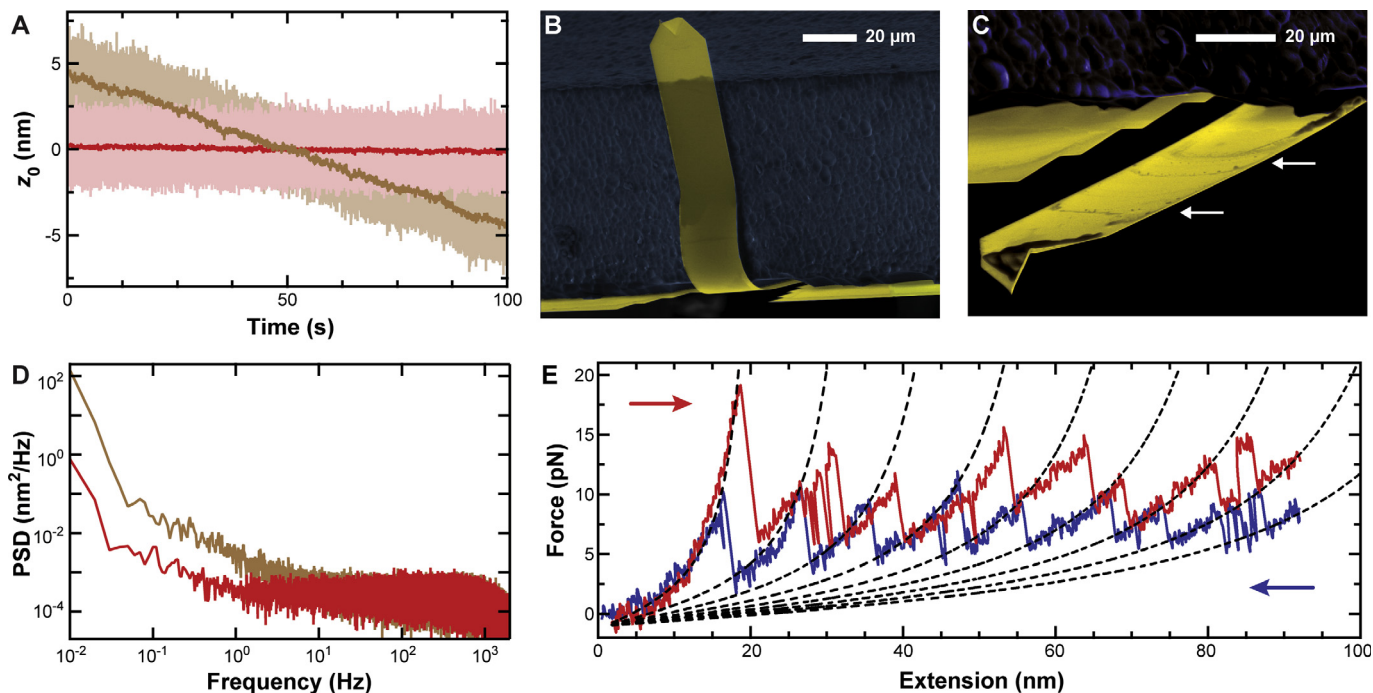 A
z₀ (nm)
5
0
-5
0
50
100
Time (s)
B
20 μm
C
20 μm
D
PSD (nm²/Hz)
10²
10⁰
10⁻²
10⁻⁴
10⁻²
10⁻¹
10⁰
10¹
10²
10³
Frequency (Hz)
E
Force (pN)
20
15
10
5
0
0
20
40
60
80
100
Extension (nm)